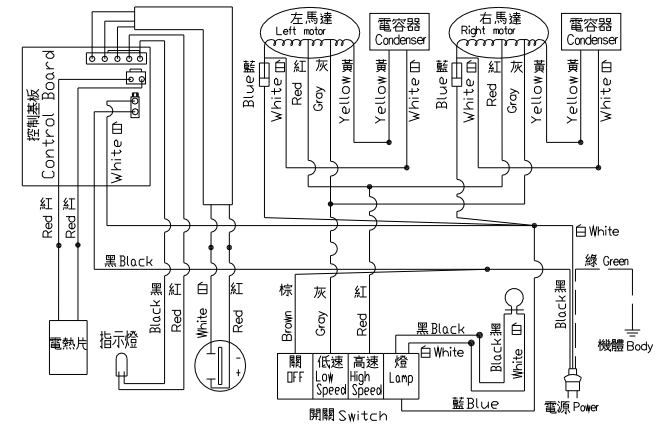 左馬達
Left motor
電容器
Condenser
右馬達
Right motor
電容器
Condenser
控制基板
Control Board
White 白
藍
Blue
白
White
紅
Red
灰
Gray
黃
Yellow
黃
Yellow
白
White
藍
Blue
白
White
紅
Red
灰
Gray
黃
Yellow
黃
Yellow
白
White
紅
Red
紅
Red
白 White
黑 Black
綠 Green
黑
Black
紅
Red
白
White
紅
Red
棕
Brown
灰
Gray
紅
Red
Black 黑
電熱片
指示燈
-
+
關
OFF
低速
Low
Speed
高速
High
Speed
燈
Lamp
黑 Black
白 White
Black 黑
White 白
藍 Blue
開關 Switch
機體 Body
電源 Power